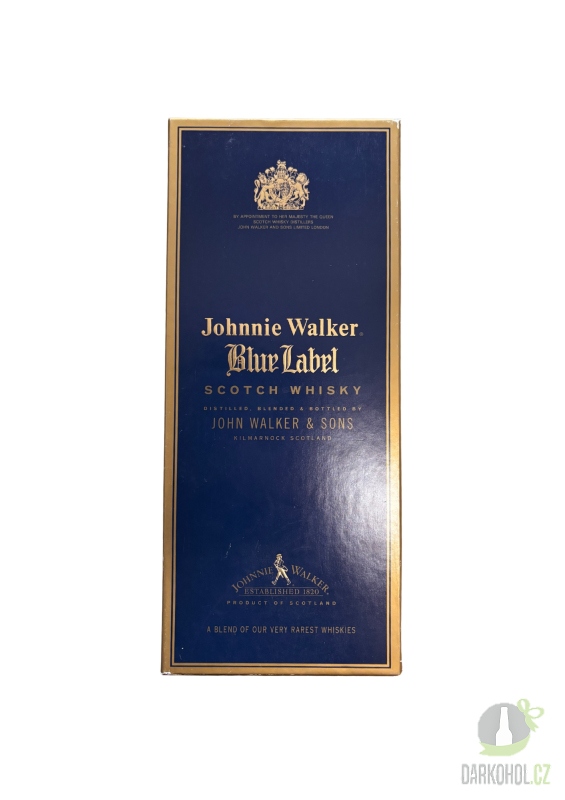 BY APPOINTMENT TO HER MAJESTY THE QUEEN
SCOTCH WHISKY DISTILLERS
JOHN WALKER AND SONS LIMITED LONDON
Johnnie Walker
Blue Label
SCOTCH WHISKY
DISTILLED, BLENDED & BOTTLED BY
JOHN WALKER & SONS
KILMARNOCK SCOTLAND
JOHNNIE WALKER
ESTABLISHED 1820
PRODUCT OF SCOTLAND
A BLEND OF OUR VERY RAREST WHISKIES
DARKOHOL.CZ